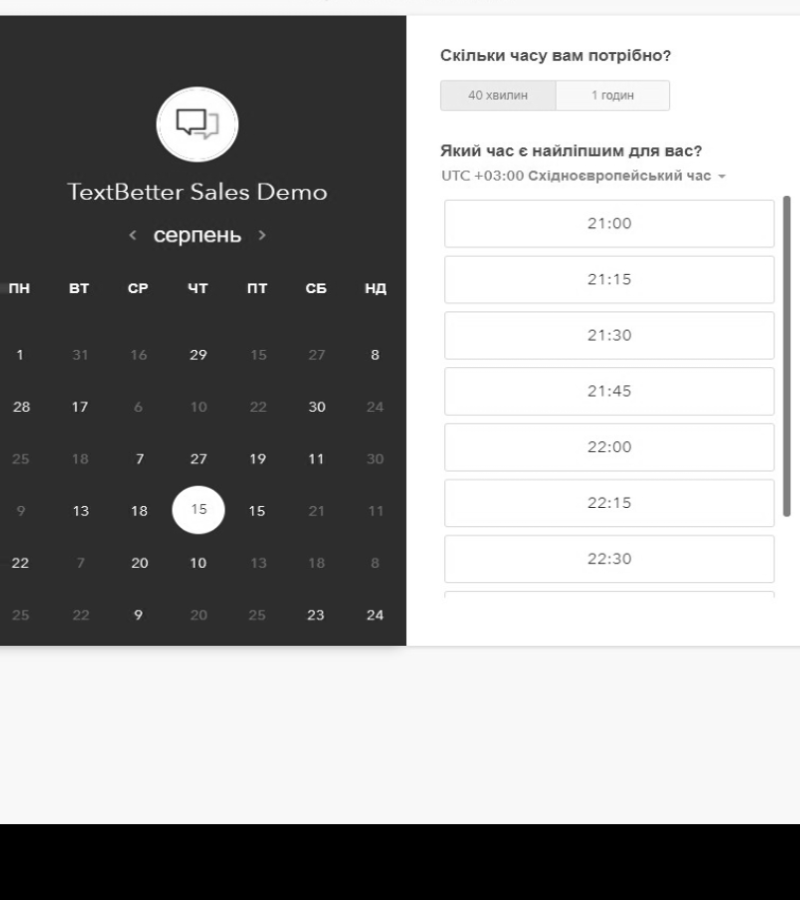 TextBetter Sales Demo
< серпень >
ПН ВТ СР ЧТ ПТ СБ НД
1 31 16 29 15 27 8
28 17 6 10 22 30 24
25 18 7 27 19 11 30
9 13 18 15 15 21 11
22 7 20 10 13 18 8
25 22 9 20 25 23 24
Скільки часу вам потрібно?
40 хвилин 1 годин
Який час є найліпшим для вас?
UTC +03:00 Східноєвропейський час
21:00
21:15
21:30
21:45
22:00
22:15
22:30